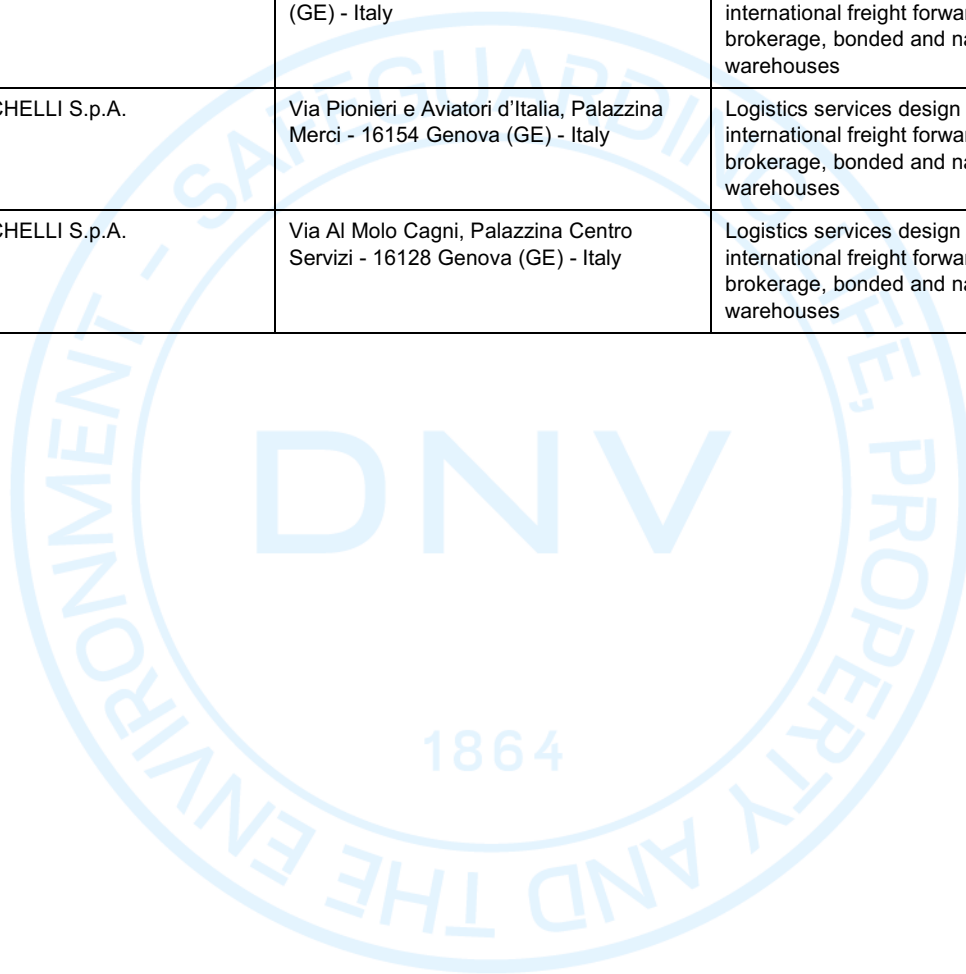 (GE) - Italy
international freight forwar
brokerage, bonded and na
warehouses
CHELLI S.p.A.
Via Pionieri e Aviatori d’Italia, Palazzina
Merci - 16154 Genova (GE) - Italy
Logistics services design
international freight forwar
brokerage, bonded and na
warehouses
CHELLI S.p.A.
Via Al Molo Cagni, Palazzina Centro
Servizi - 16128 Genova (GE) - Italy
Logistics services design
international freight forwar
brokerage, bonded and na
warehouses
SAFEGUARDING LIFE, PROPERTY AND THE ENVIRONMENT -
DNV
1864